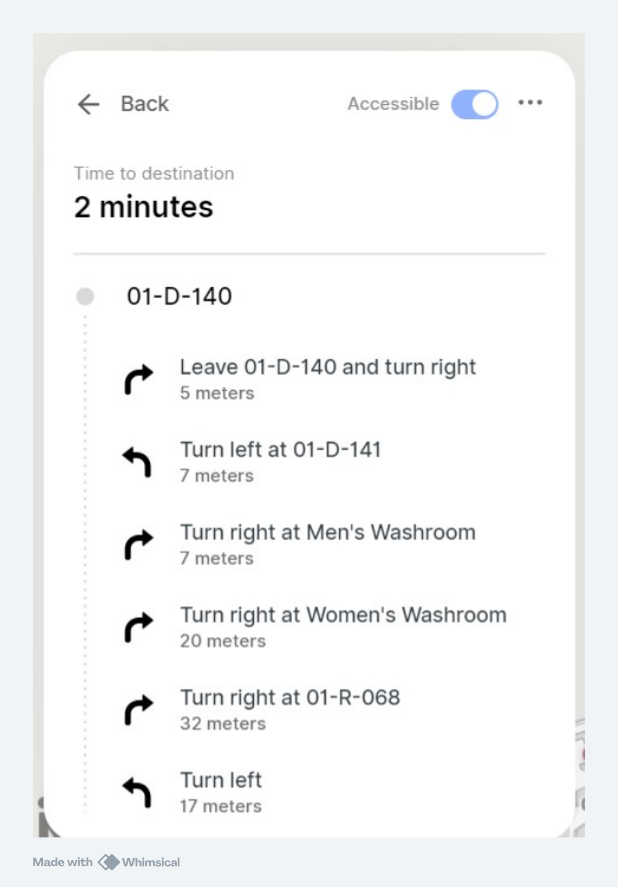 Back
Accessible
Time to destination
2 minutes
01-D-140
Leave 01-D-140 and turn right
5 meters
Turn left at 01-D-141
7 meters
Turn right at Men's Washroom
7 meters
Turn right at Women's Washroom
20 meters
Turn right at 01-R-068
32 meters
Turn left
17 meters
Made with Whimsical